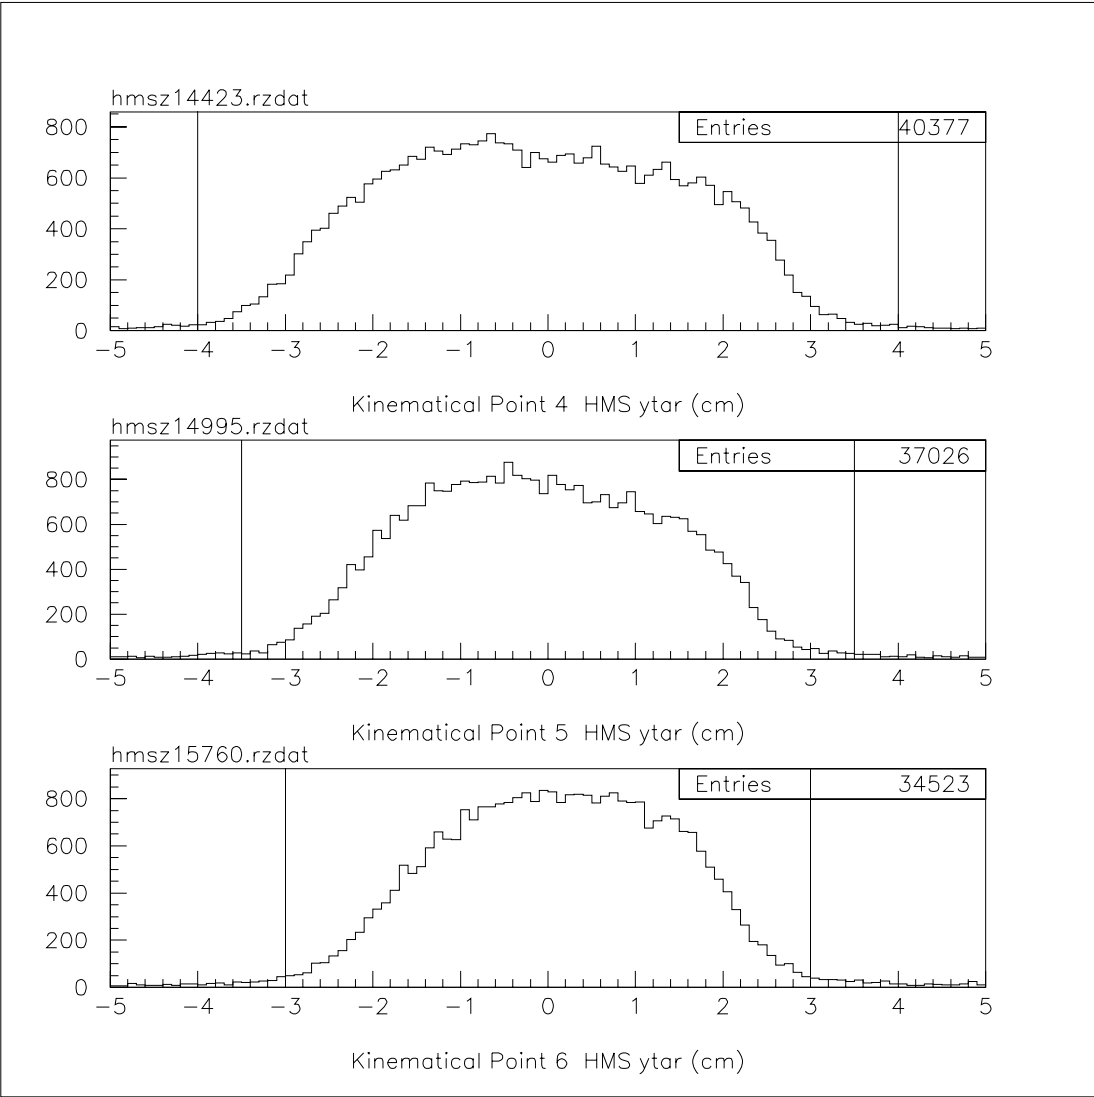 hmsz14423.rzdat
Entries 40377
800
600
400
200
0
−5 −4 −3 −2 −1 0 1 2 3 4 5
Kinematical Point 4 HMS ytar (cm)
hmsz14995.rzdat
Entries 37026
800
600
400
200
0
−5 −4 −3 −2 −1 0 1 2 3 4 5
Kinematical Point 5 HMS ytar (cm)
hmsz15760.rzdat
Entries 34523
800
600
400
200
0
−5 −4 −3 −2 −1 0 1 2 3 4 5
Kinematical Point 6 HMS ytar (cm)